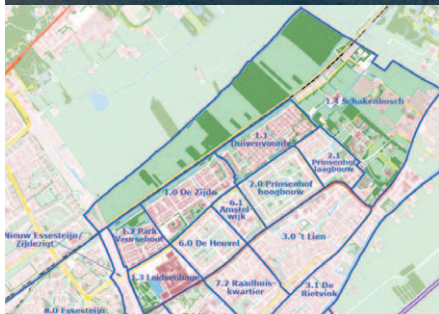 1.4 Schakenbosch
1.1
Duivenvoorde
2.1
Prinsenhof
laagbouw
1.0 De Zijde
2.0 Prinsenhof
hoogbouw
6.1
Amstel
wijk
1.2 Park
Veursehout
Nieuw Essesteijn/
Zijdezigt
6.0 De Heuvel
3.0 't Lien
1.3 Leidsenhage
7.2 Raadhuis-
kwartier
3.1 De
Rietvink
8.0 Essesteijn